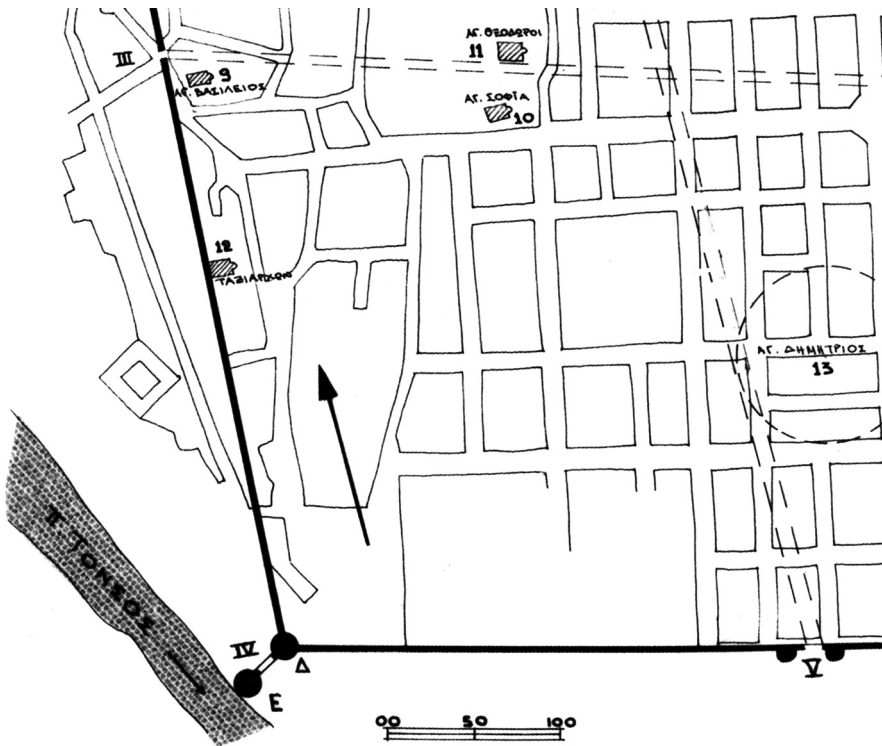 ΑΓ. ΘΕΟΔΩΡΟΙ
11
III
9
ΑΓ. ΒΑΣΙΛΕΙΟΣ
ΑΓ. ΣΟΦΙΑ
10
12
ΤΑΞΙΑΡΧΩΝ
ΑΓ. ΔΗΜΗΤΡΙΟΣ
13
Π ΤΟΝΣΟΣ
IV
Δ
E
V
00 50 100